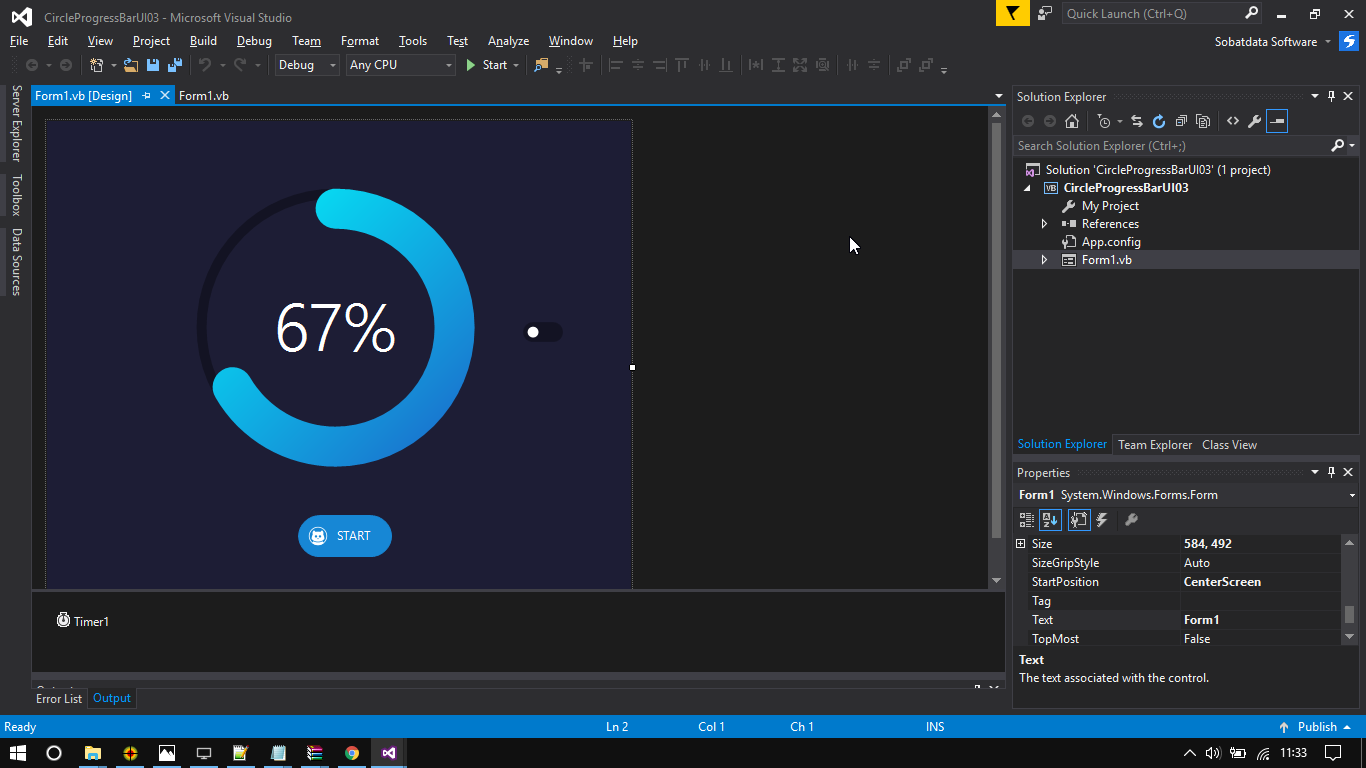 CircleProgressBarUI03 - Microsoft Visual Studio
Quick Launch (Ctrl+Q)
File Edit View Project Build Debug Team Format Tools Test Analyze Window Help
Sobatdata Software
Debug Any CPU Start
Server Explorer
Toolbox
Data Sources
Form1.vb [Design] Form1.vb
67%
START
Timer1
Error List Output
Solution Explorer
Search Solution Explorer (Ctrl+;)
Solution 'CircleProgressBarUI03' (1 project)
VB CircleProgressBarUI03
My Project
References
App.config
Form1.vb
Solution Explorer Team Explorer Class View
Properties
Form1 System.Windows.Forms.Form
Size 584, 492
SizeGripStyle Auto
StartPosition CenterScreen
Tag
Text Form1
TopMost False
Text
The text associated with the control.
Ready Ln 2 Col 1 Ch 1 INS Publish
11:33